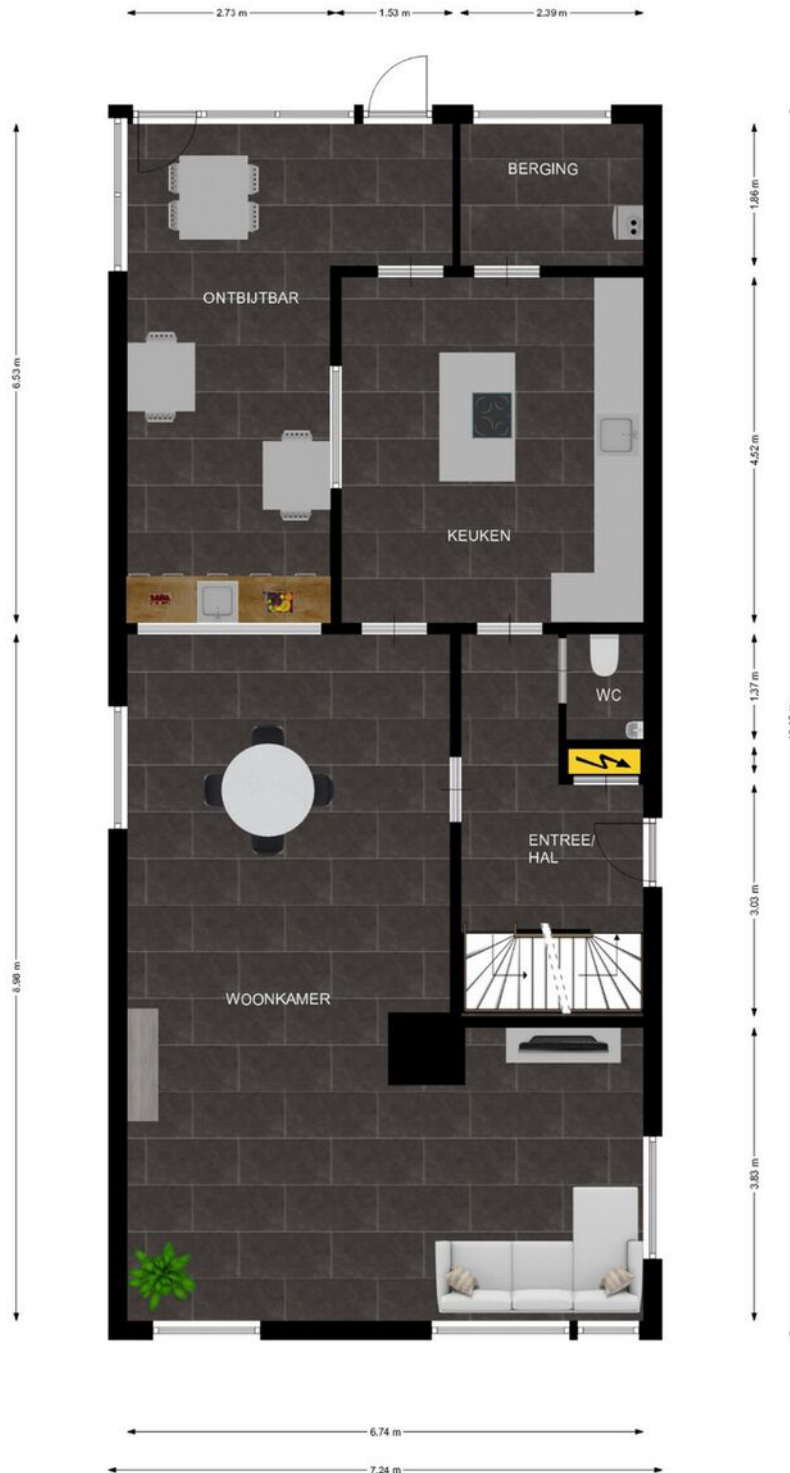 2.73 m
1.53 m
2.39 m
BERGING
1.86 m
ONTBIJTBAR
6.53 m
4.52 m
KEUKEN
WC
1.37 m
ENTREE/
HAL
3.03 m
8.98 m
WOONKAMER
3.83 m
6.74 m
7.24 m